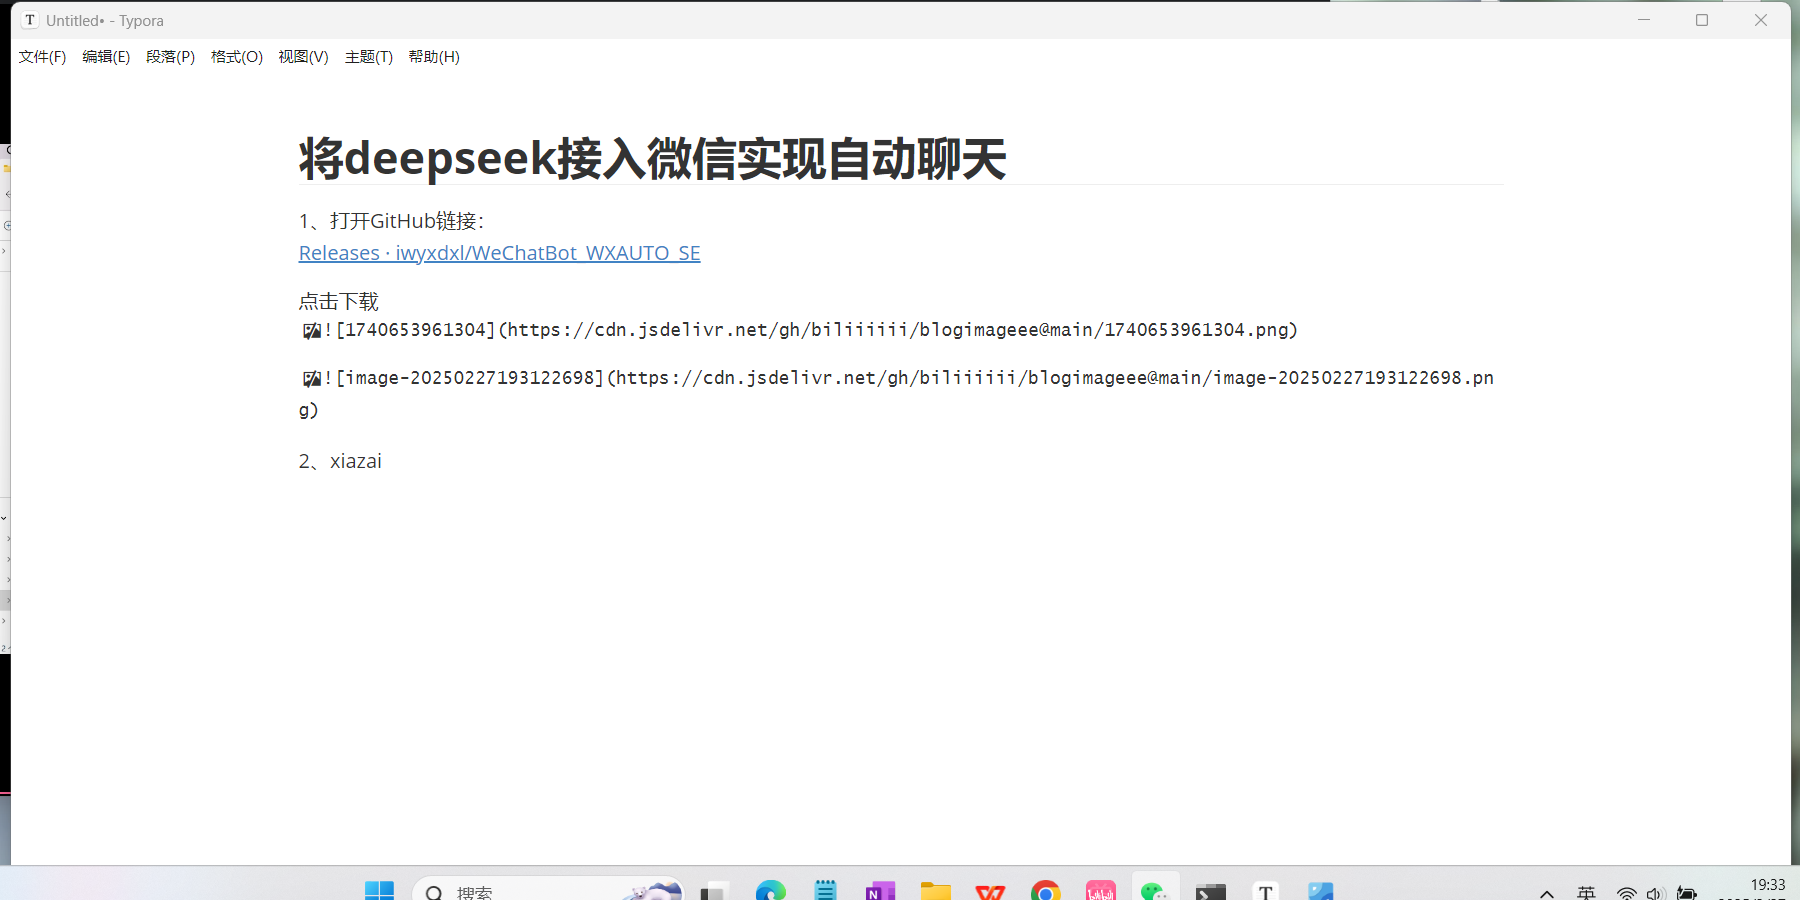 Untitled• - Typora
文件(F) 编辑(E) 段落(P) 格式(O) 视图(V) 主题(T) 帮助(H)
将deepseek接入微信实现自动聊天
1、打开GitHub链接：
Releases · iwyxdxl/WeChatBot_WXAUTO_SE
点击下载
![1740653961304](https://cdn.jsdelivr.net/gh/biliiiiii/blogimageee@main/1740653961304.png)
![image-20250227193122698](https://cdn.jsdelivr.net/gh/biliiiiii/blogimageee@main/image-20250227193122698.pn
g)
2、xiazai
搜索
英
19:33